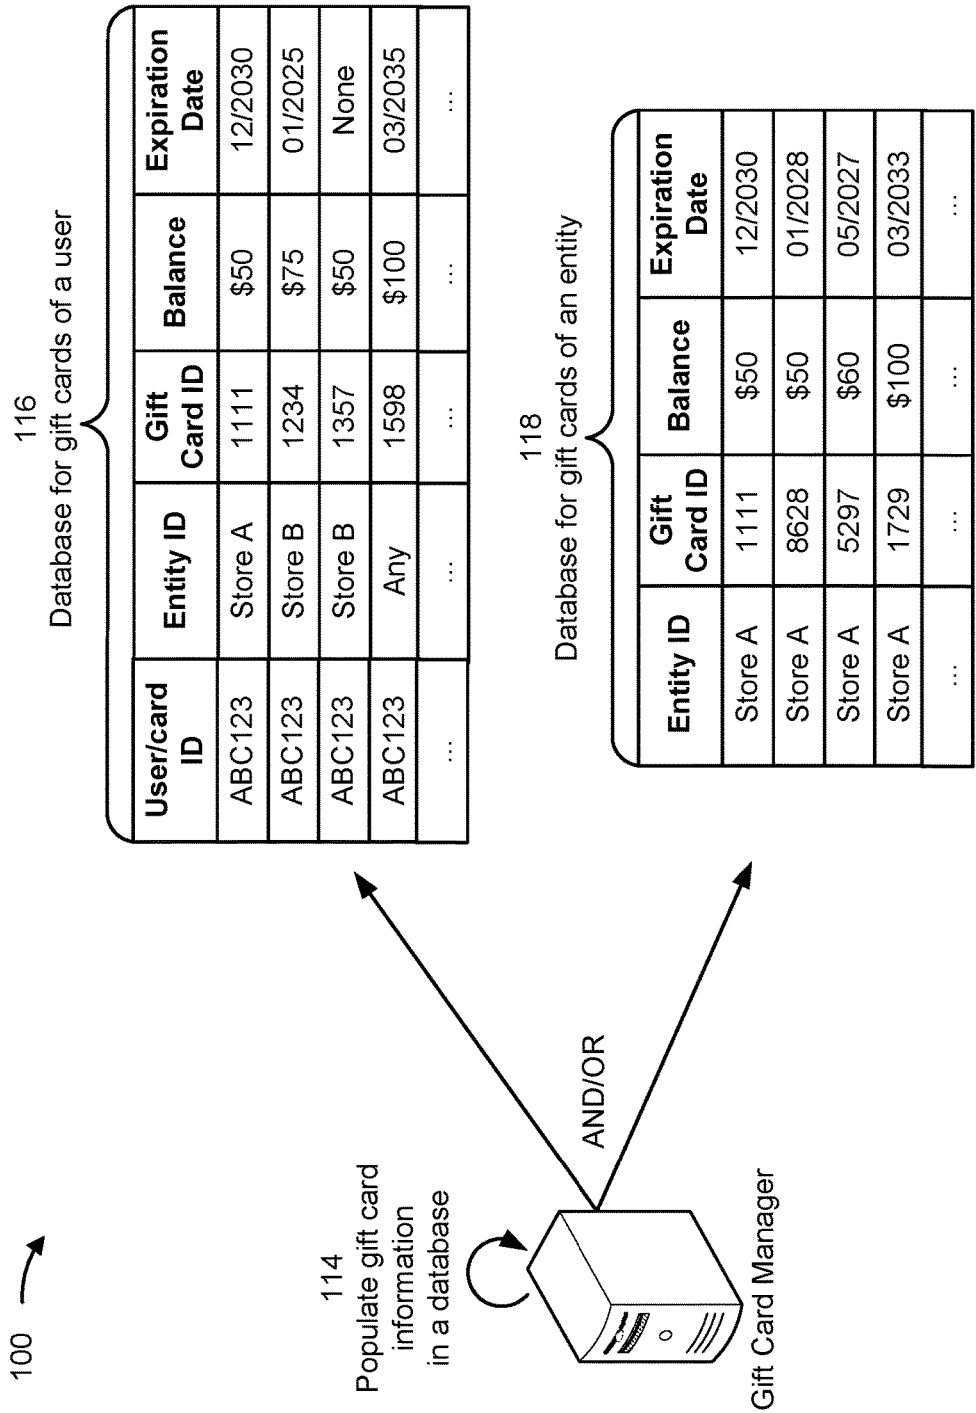 100
114
Populate gift card
information
in a database
Gift Card Manager
AND/OR
116
Database for gift cards of a user
User/card ID | Entity ID | Gift Card ID | Balance | Expiration Date
ABC123 | Store A | 1111 | $50 | 12/2030
ABC123 | Store B | 1234 | $75 | 01/2025
ABC123 | Store B | 1357 | $50 | None
ABC123 | Any | 1598 | $100 | 03/2035
... | ... | ... | ... | ...
118
Database for gift cards of an entity
Entity ID | Gift Card ID | Balance | Expiration Date
Store A | 1111 | $50 | 12/2030
Store A | 8628 | $50 | 01/2028
Store A | 5297 | $60 | 05/2027
Store A | 1729 | $100 | 03/2033
... | ... | ... | ...